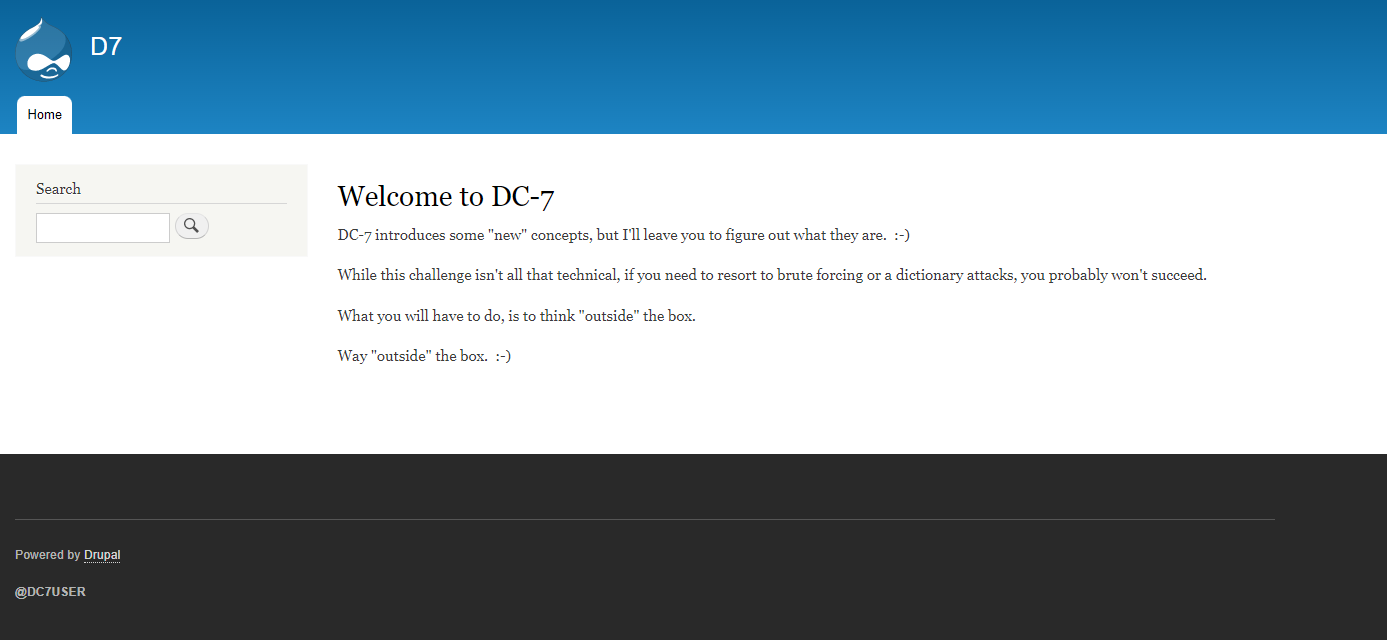 D7
Home
Search
Welcome to DC-7
DC-7 introduces some "new" concepts, but I'll leave you to figure out what they are.  :-)
While this challenge isn't all that technical, if you need to resort to brute forcing or a dictionary attacks, you probably won't succeed.
What you will have to do, is to think "outside" the box.
Way "outside" the box.  :-)
Powered by Drupal
@DC7USER